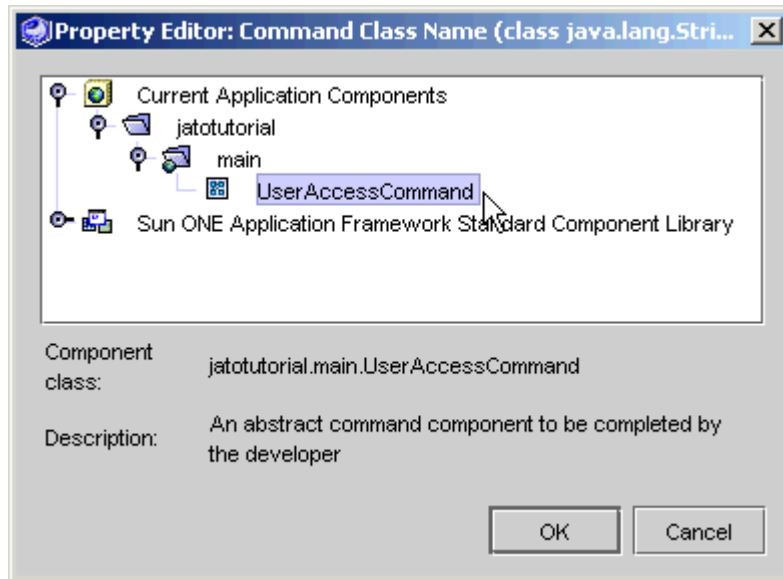 Property Editor: Command Class Name (class java.lang.Stri...
Current Application Components
jatotutorial
main
UserAccessCommand
Sun ONE Application Framework Standard Component Library
Component
class:
jatotutorial.main.UserAccessCommand
Description:
An abstract command component to be completed by
the developer
OK
Cancel